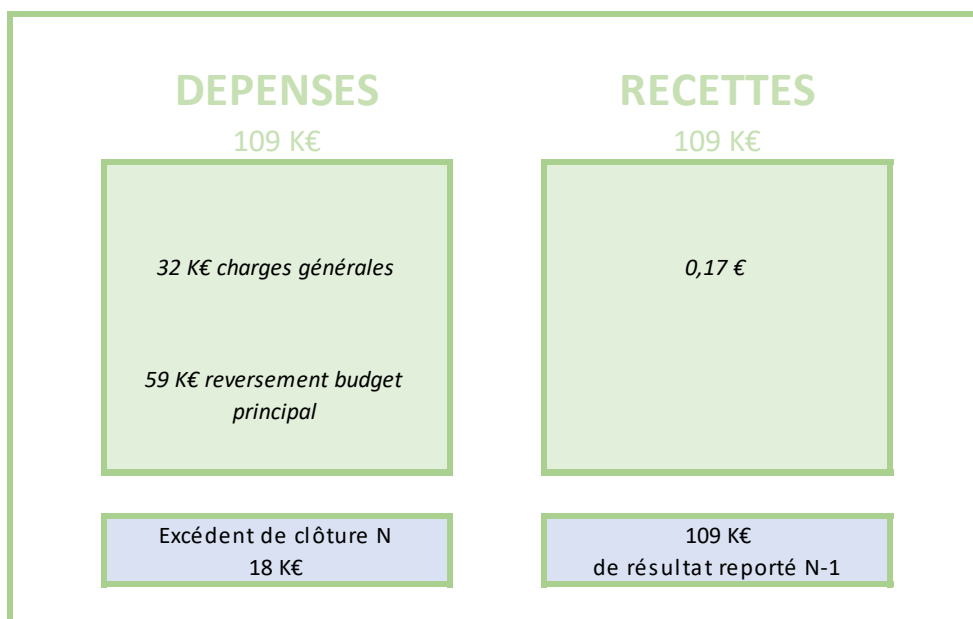 DEPENSES
109 K€
32 K€ charges générales
59 K€ reversement budget
principal
Excédent de clôture N
18 K€
RECETTES
109 K€
0,17 €
109 K€
de résultat reporté N-1